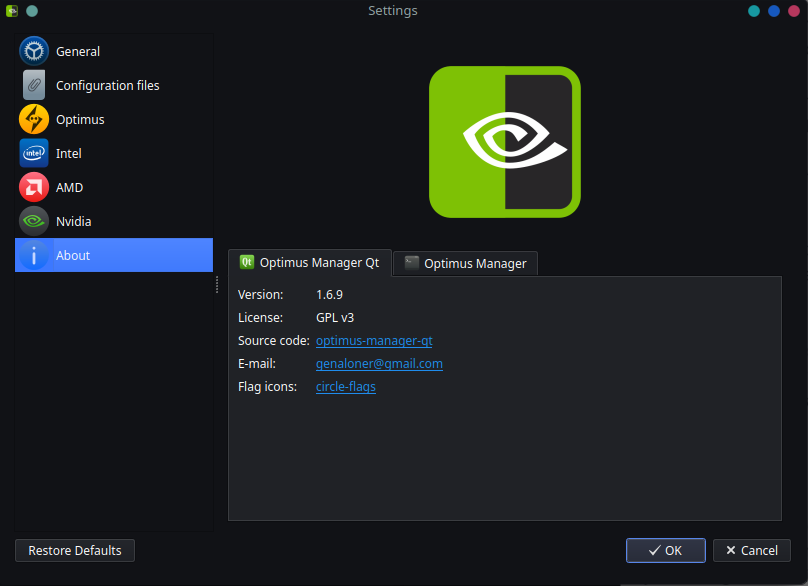 Settings
General
Configuration files
Optimus
intel
Intel
AMD
Nvidia
i
About
Qt Optimus Manager Qt
Optimus Manager
Version: 1.6.9
License: GPL v3
Source code: optimus-manager-qt
E-mail: genaloner@gmail.com
Flag icons: circle-flags
Restore Defaults
OK
Cancel